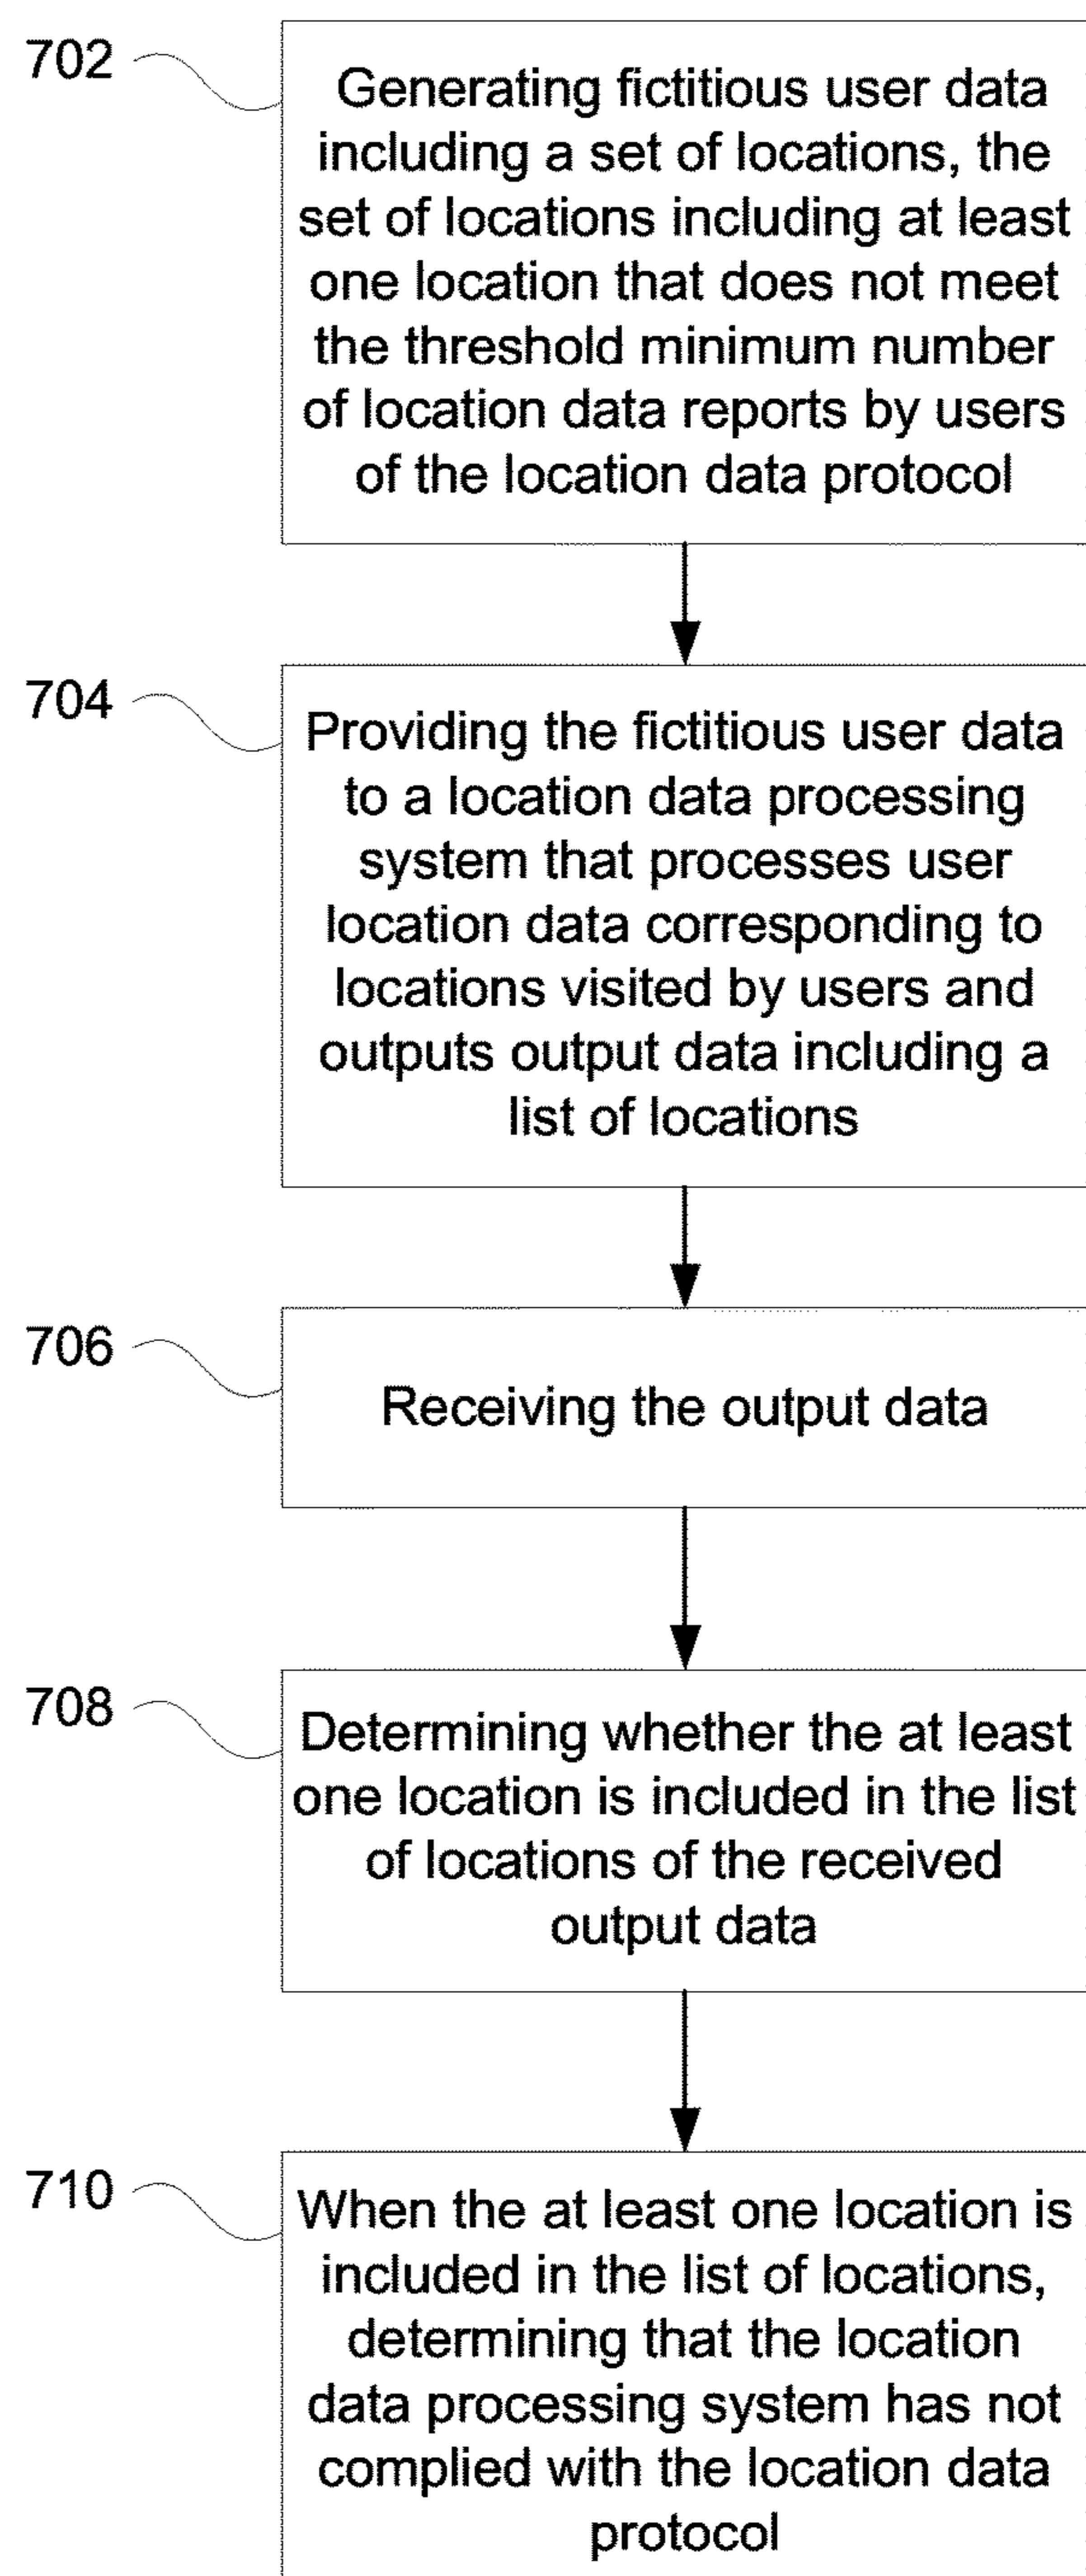 702
Generating fictitious user data
including a set of locations, the
set of locations including at least
one location that does not meet
the threshold minimum number
of location data reports by users
of the location data protocol
704
Providing the fictitious user data
to a location data processing
system that processes user
location data corresponding to
locations visited by users and
outputs output data including a
list of locations
706
Receiving the output data
708
Determining whether the at least
one location is included in the list
of locations of the received
output data
710
When the at least one location is
included in the list of locations,
determining that the location
data processing system has not
complied with the location data
protocol